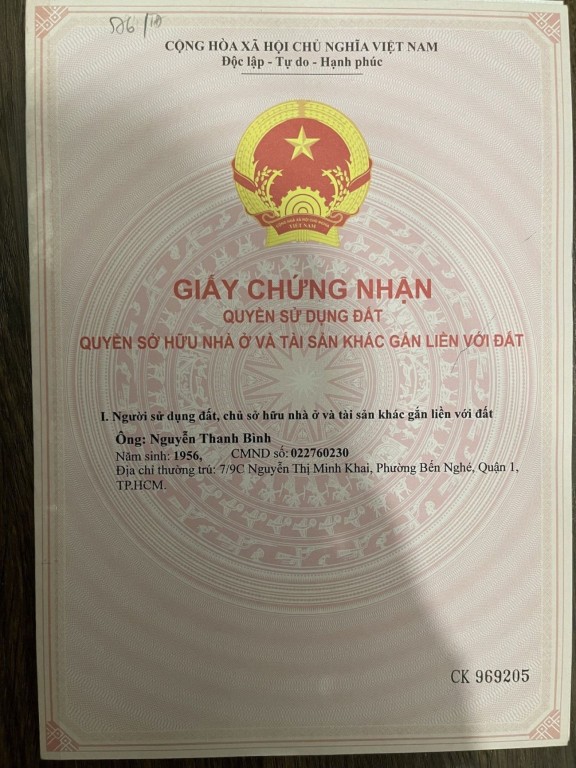 586/10
CỘNG HÒA XÃ HỘI CHỦ NGHĨA VIỆT NAM
Độc lập - Tự do - Hạnh phúc
VIỆT NAM
GIẤY CHỨNG NHẬN
QUYỀN SỬ DỤNG ĐẤT
QUYỀN SỞ HỮU NHÀ Ở VÀ TÀI SẢN KHÁC GẮN LIỀN VỚI ĐẤT
I. Người sử dụng đất, chủ sở hữu nhà ở và tài sản khác gắn liền với đất
Ông: Nguyễn Thanh Bình
Năm sinh: 1956, CMND số: 022760230
Địa chỉ thường trú: 7/9C Nguyễn Thị Minh Khai, Phường Bến Nghé, Quận 1,
TP.HCM.
CK 969205